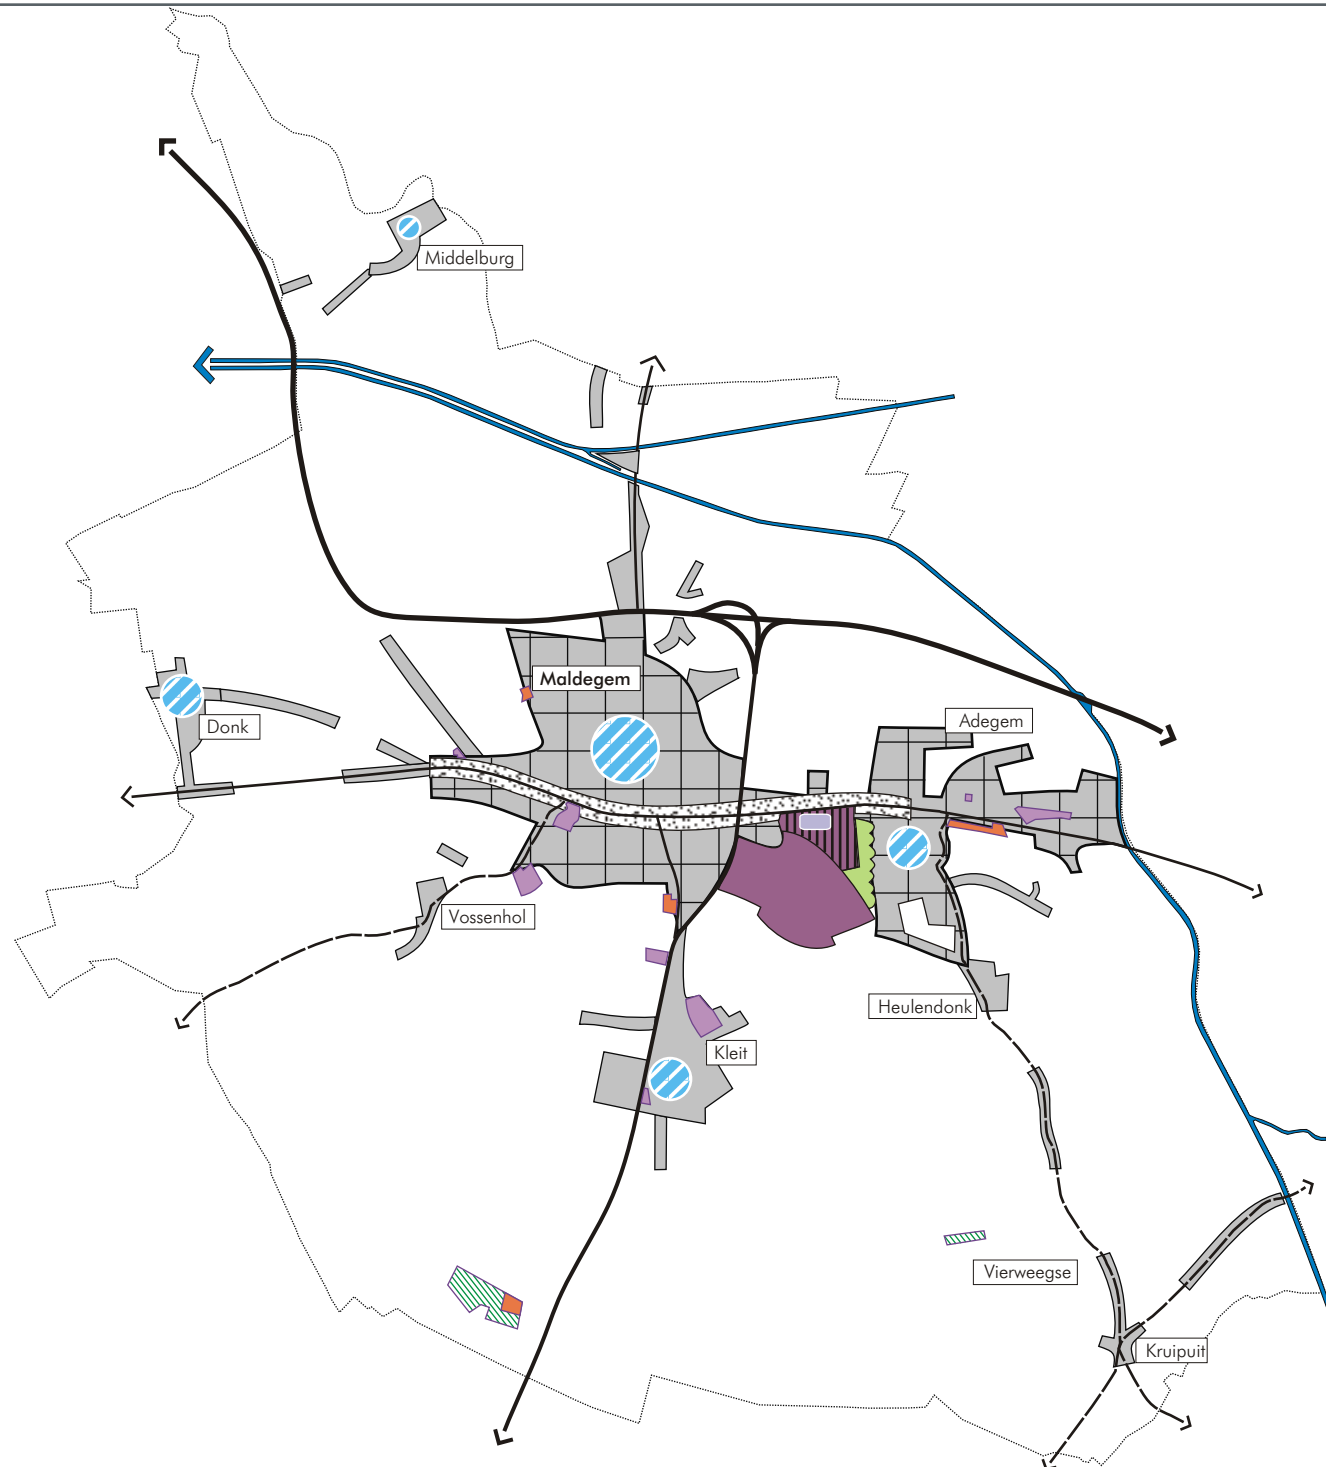 Middelburg
Maldegem
Adegem
Donk
Vossenhol
Heulendonk
Kleit
Vierweegse
Kruipuit